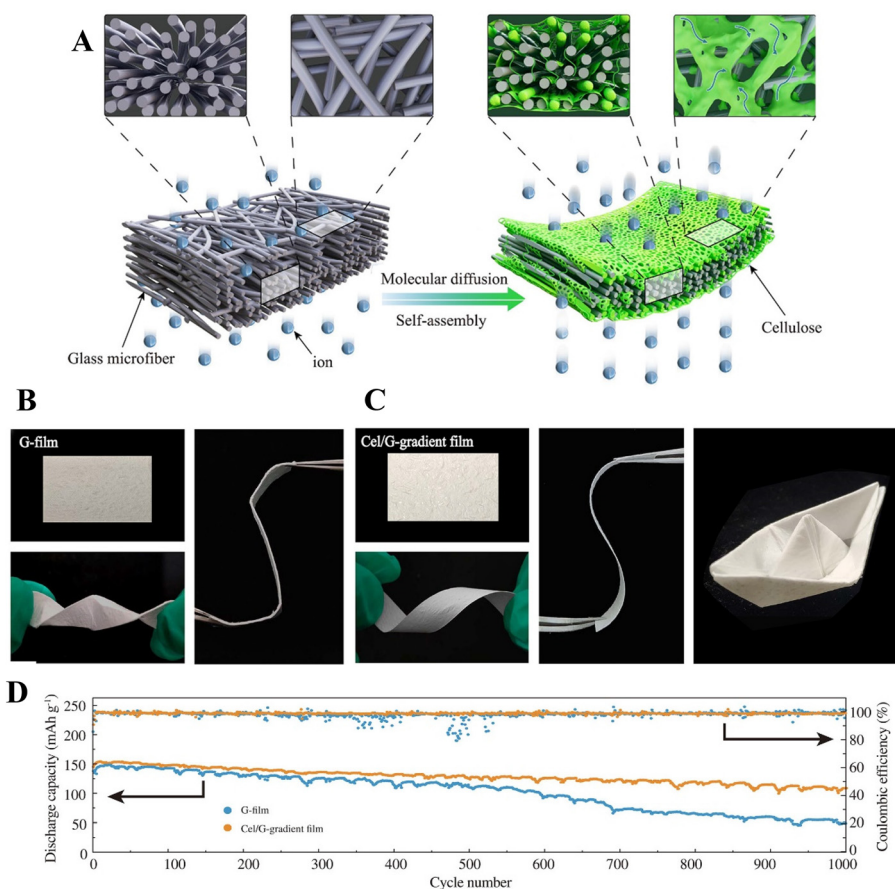 A
Molecular diffusion
Self-assembly
Glass microfiber
ion
Cellulose
B
C
G-film
Cel/G-gradient film
D
Discharge capacity (mAh g⁻¹)
250
200
150
100
50
0
G-film
Cel/G-gradient film
100
80
60
40
20
0
Coulombic efficiency (%)
0
100
200
300
400
500
600
700
800
900
1000
Cycle number